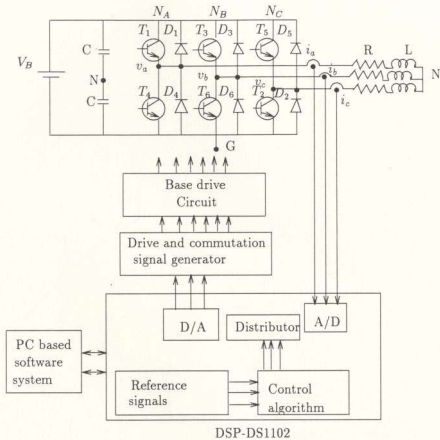 N_A N_B N_C
T_1 D_1 T_3 D_3 T_5 D_5
C
i_a
R L
V_B
v_a
v_b
v_c
i_b
N
N
C
T_4 D_4 T_6 D_6 T_2 D_2
i_c
G
Base drive
Circuit
Drive and commutation
signal generator
D/A
Distributor
A/D
PC based
software
system
Reference
signals
Control
algorithm
DSP-DS1102